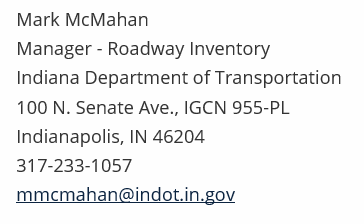 Mark McMahan
Manager - Roadway Inventory
Indiana Department of Transportation
100 N. Senate Ave., IGCN 955-PL
Indianapolis, IN 46204
317-233-1057
mmcmahan@indot.in.gov